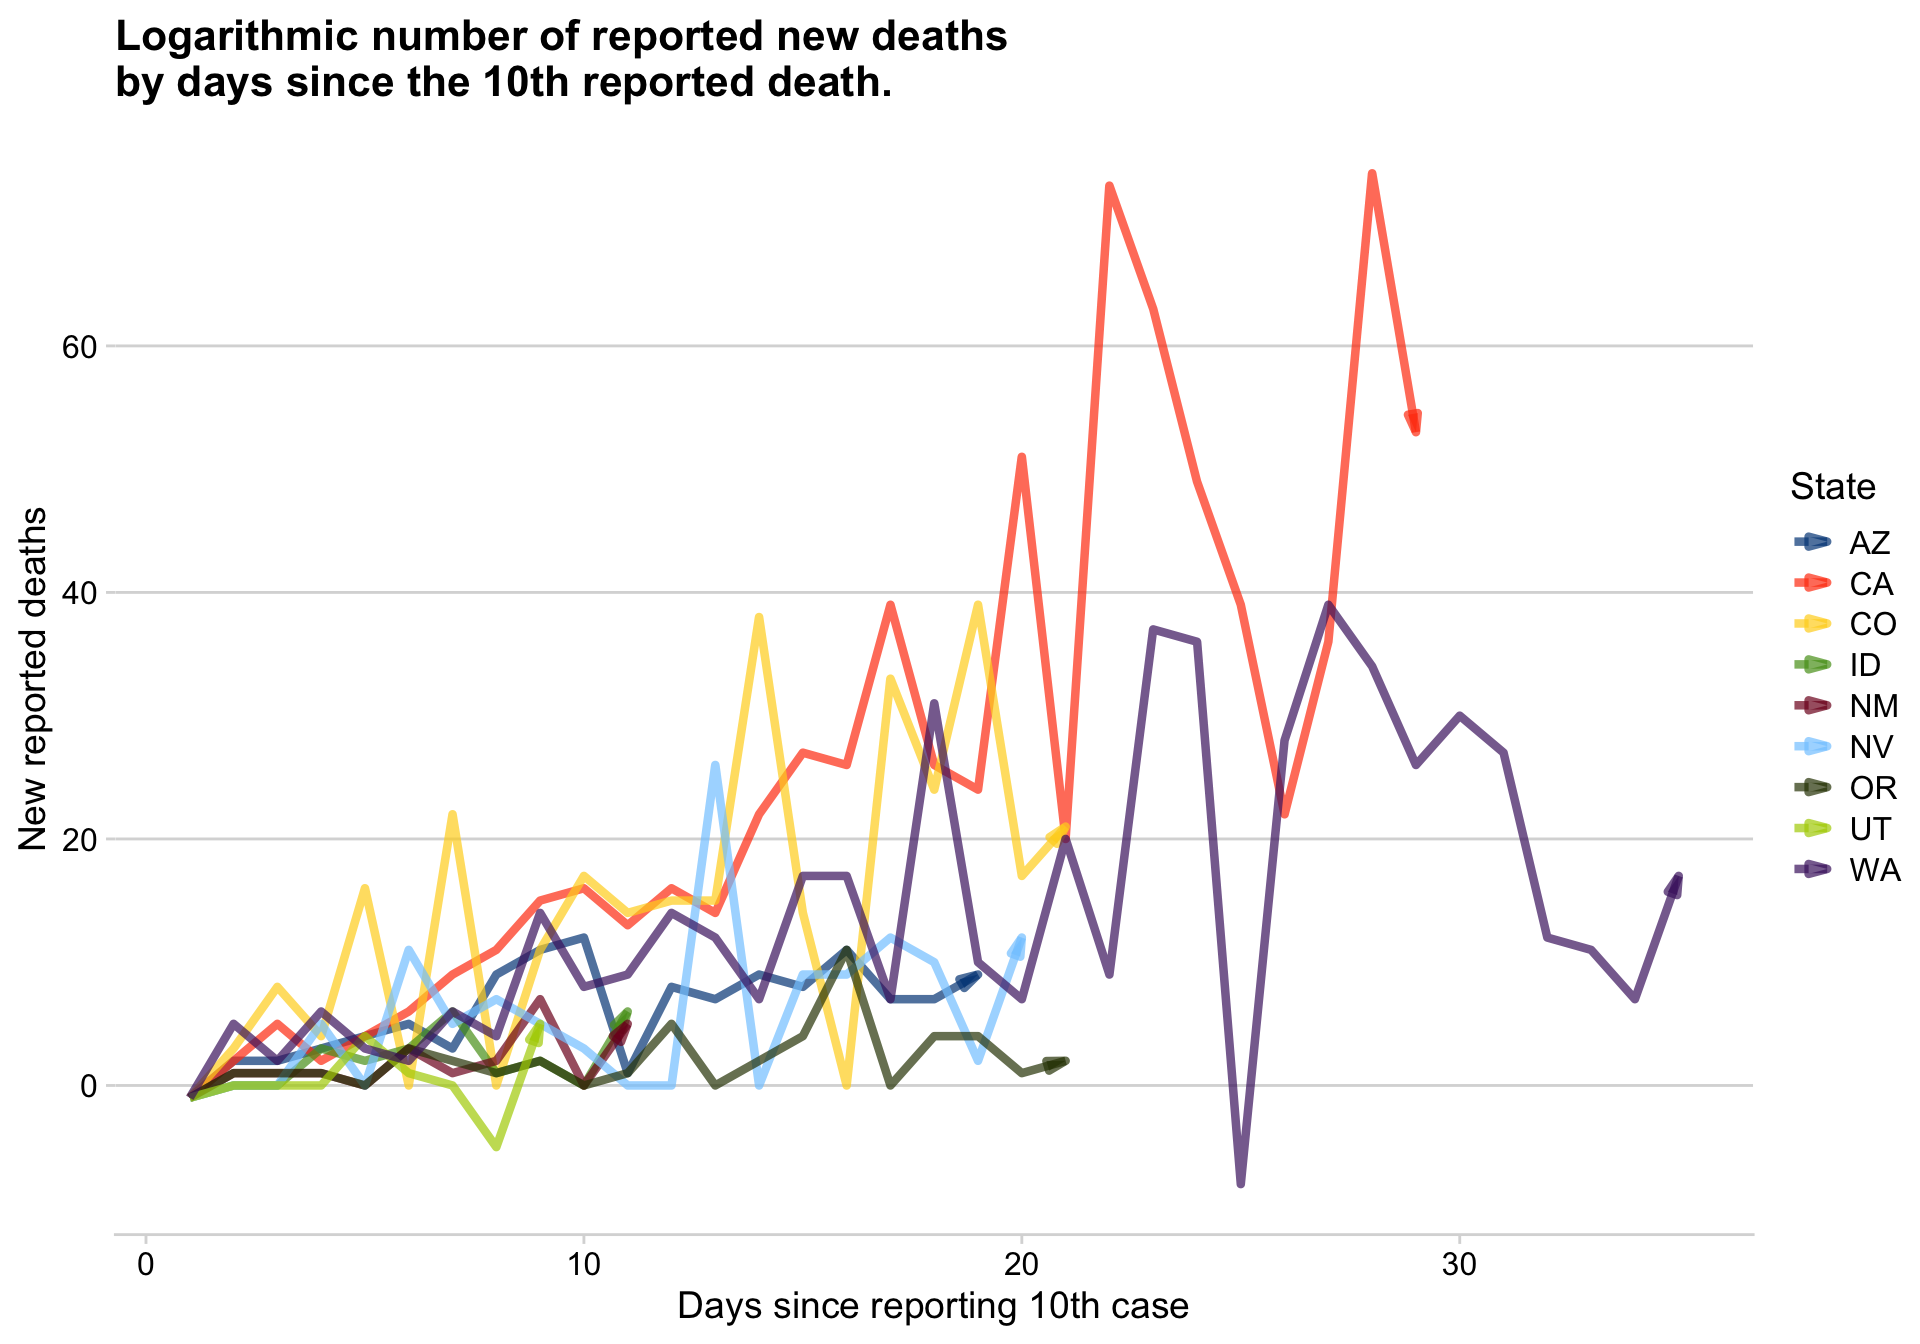 Logarithmic number of reported new deaths
by days since the 10th reported death.
New reported deaths
60
40
20
0
0
10
20
30
Days since reporting 10th case
State
AZ
CA
CO
ID
NM
NV
OR
UT
WA